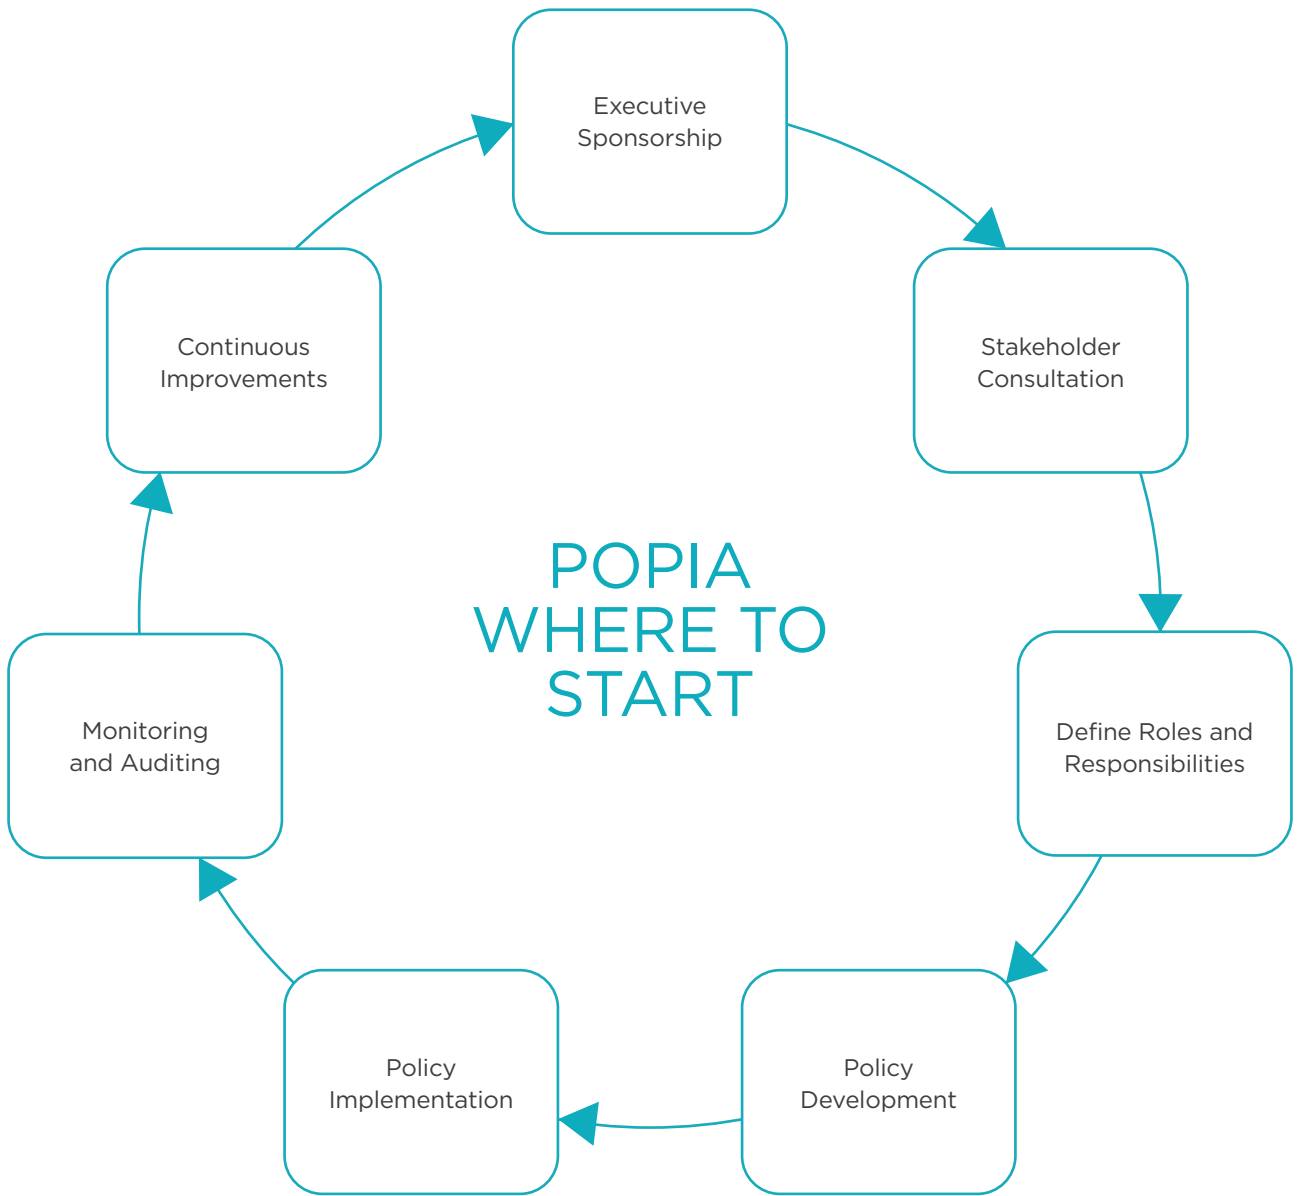 Executive
Sponsorship
Stakeholder
Consultation
Define Roles and
Responsibilities
Policy
Development
Policy
Implementation
Monitoring
and Auditing
Continuous
Improvements
POPIA
WHERE TO
START